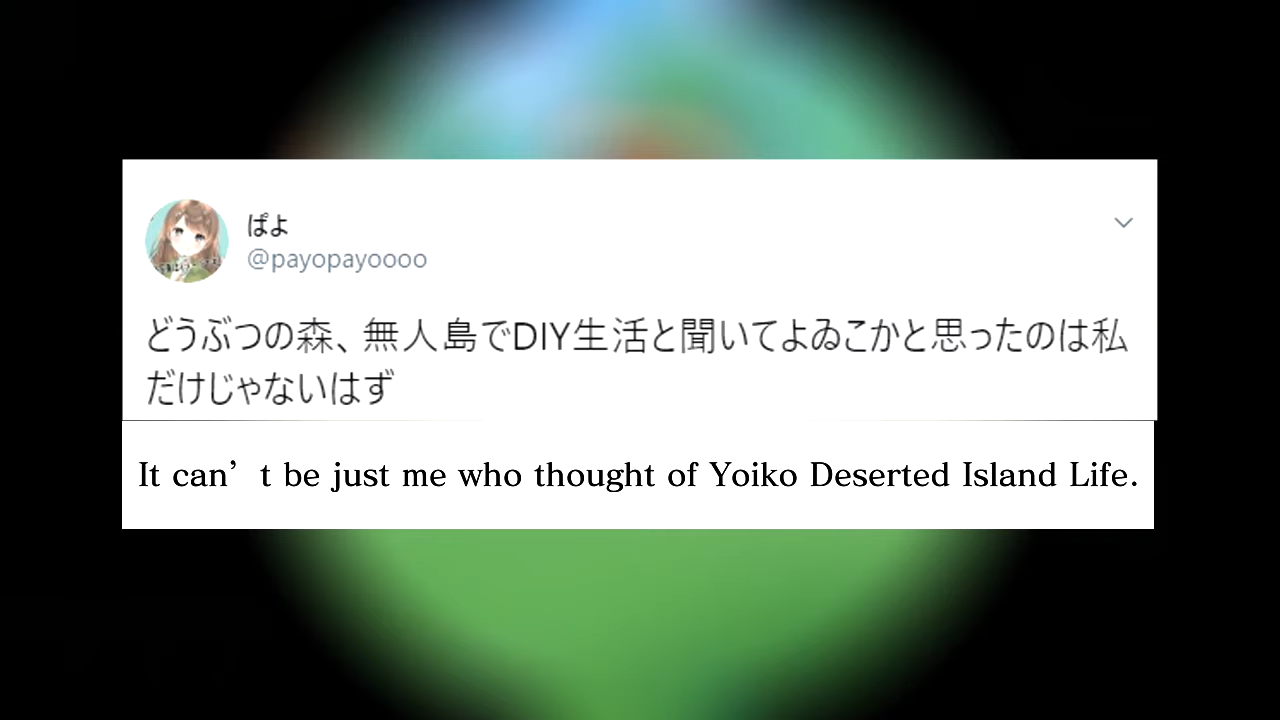 ぱよ
@payopayoooo
どうぶつの森、無人島でDIY生活と聞いてよゐこかと思ったのは私
だけじゃないはず
It can’t be just me who thought of Yoiko Deserted Island Life.